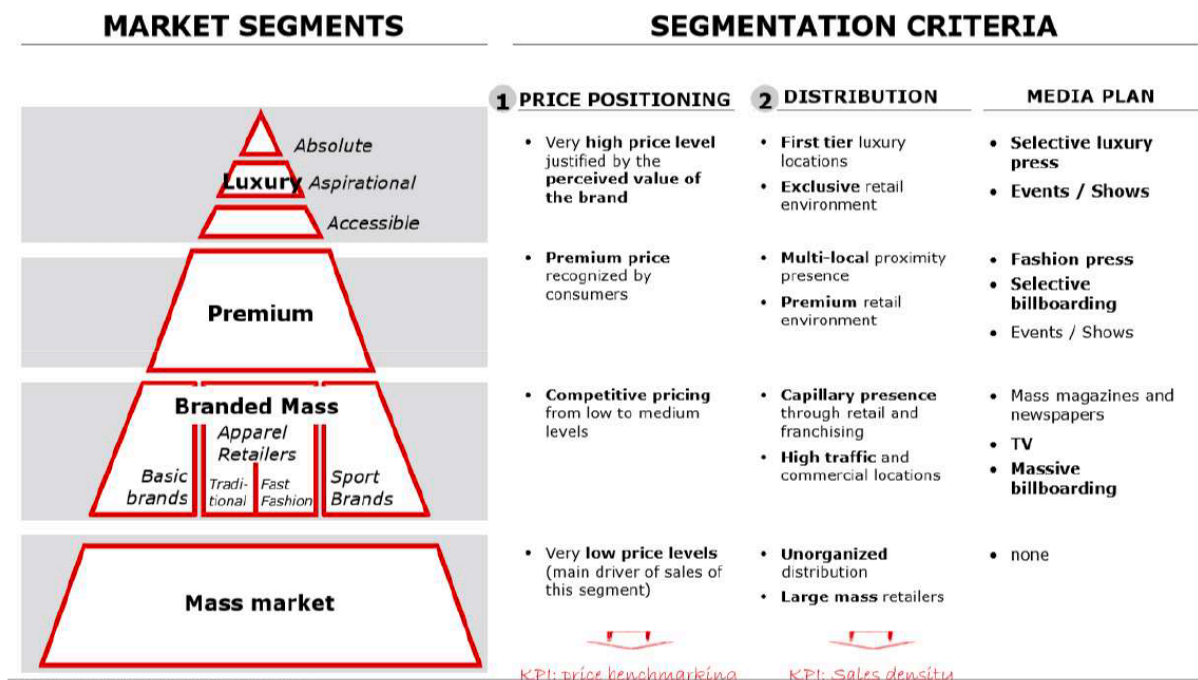 MARKET SEGMENTS
SEGMENTATION CRITERIA
1 PRICE POSITIONING
2 DISTRIBUTION
MEDIA PLAN
Absolute
Luxury Aspirational
Accessible
• Very high price level
justified by the
perceived value of
the brand
• First tier luxury
locations
• Exclusive retail
environment
• Selective luxury
press
• Events / Shows
Premium
• Premium price
recognized by
consumers
• Multi-local proximity
presence
• Premium retail
environment
• Fashion press
• Selective
billboarding
• Events / Shows
Branded Mass
Apparel
Retailers
Basic
brands
Tradi-
tional
Fast
Fashion
Sport
Brands
• Competitive pricing
from low to medium
levels
• Capillary presence
through retail and
franchising
• High traffic and
commercial locations
• Mass magazines and
newspapers
• TV
• Massive
billboarding
Mass market
• Very low price levels
(main driver of sales of
this segment)
• Unorganized
distribution
• Large mass retailers
• none
KPI: price benchmarking
KPI: Sales density